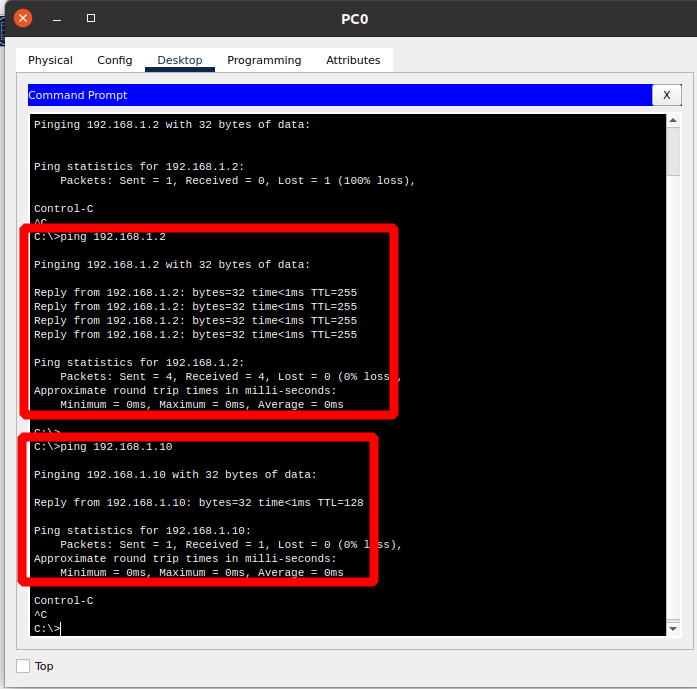 PC0
Physical Config Desktop Programming Attributes
Command Prompt X
Pinging 192.168.1.2 with 32 bytes of data:
Ping statistics for 192.168.1.2:
Packets: Sent = 1, Received = 0, Lost = 1 (100% loss),
Control-C
^C
C:\>ping 192.168.1.2
Pinging 192.168.1.2 with 32 bytes of data:
Reply from 192.168.1.2: bytes=32 time<1ms TTL=255
Reply from 192.168.1.2: bytes=32 time<1ms TTL=255
Reply from 192.168.1.2: bytes=32 time<1ms TTL=255
Reply from 192.168.1.2: bytes=32 time<1ms TTL=255
Ping statistics for 192.168.1.2:
Packets: Sent = 4, Received = 4, Lost = 0 (0% loss),
Approximate round trip times in milli-seconds:
Minimum = 0ms, Maximum = 0ms, Average = 0ms
C:\>
C:\>ping 192.168.1.10
Pinging 192.168.1.10 with 32 bytes of data:
Reply from 192.168.1.10: bytes=32 time<1ms TTL=128
Ping statistics for 192.168.1.10:
Packets: Sent = 1, Received = 1, Lost = 0 (0% loss),
Approximate round trip times in milli-seconds:
Minimum = 0ms, Maximum = 0ms, Average = 0ms
Control-C
^C
C:\>
Top